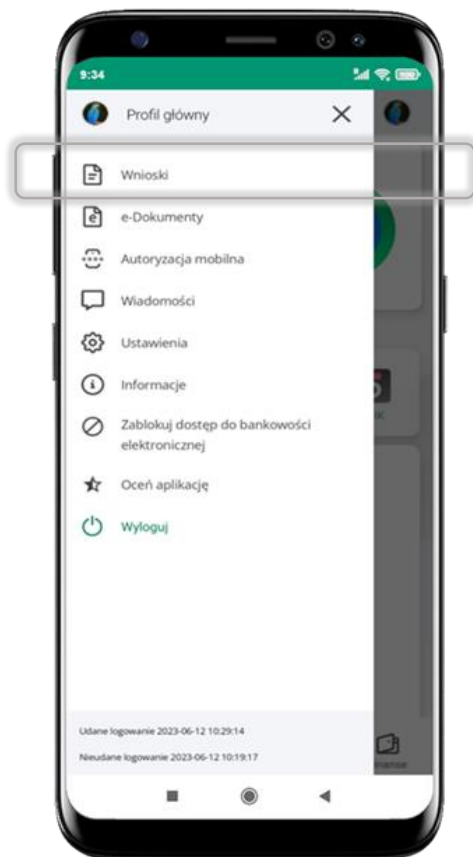 9:34
Profil główny
Wnioski
e-Dokumenty
Autoryzacja mobilna
Wiadomości
Ustawienia
Informacje
Zablokuj dostęp do bankowości
elektronicznej
Oceń aplikację
Wyloguj
Udane logowanie 2023-06-12 10:29:14
Nieudane logowanie 2023-06-12 10:19:17